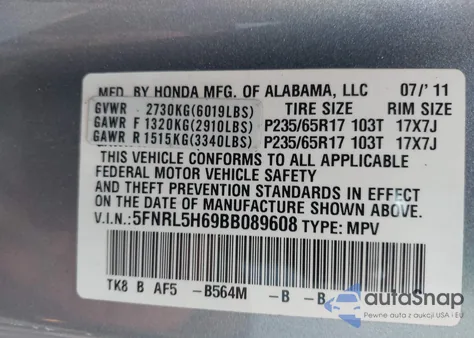 MFD. BY HONDA MFG. OF ALABAMA, LLC 07/'11
GVWR 2730KG(6019LBS) TIRE SIZE RIM SIZE
GAWR F 1320KG(2910LBS) P235/65R17 103T 17X7J
GAWR R 1515KG(3340LBS) P235/65R17 103T 17X7J
THIS VEHICLE CONFORMS TO ALL APPLICABLE
FEDERAL MOTOR VEHICLE SAFETY
AND THEFT PREVENTION STANDARDS IN EFFECT
ON THE DATE OF MANUFACTURE SHOWN ABOVE.
V.I.N.: 5FNRL5H69BB089608 TYPE: MPV
TK8 B AF5 -B564M -B -B
autoSnap
Pewne auta z aukcji USA i EU